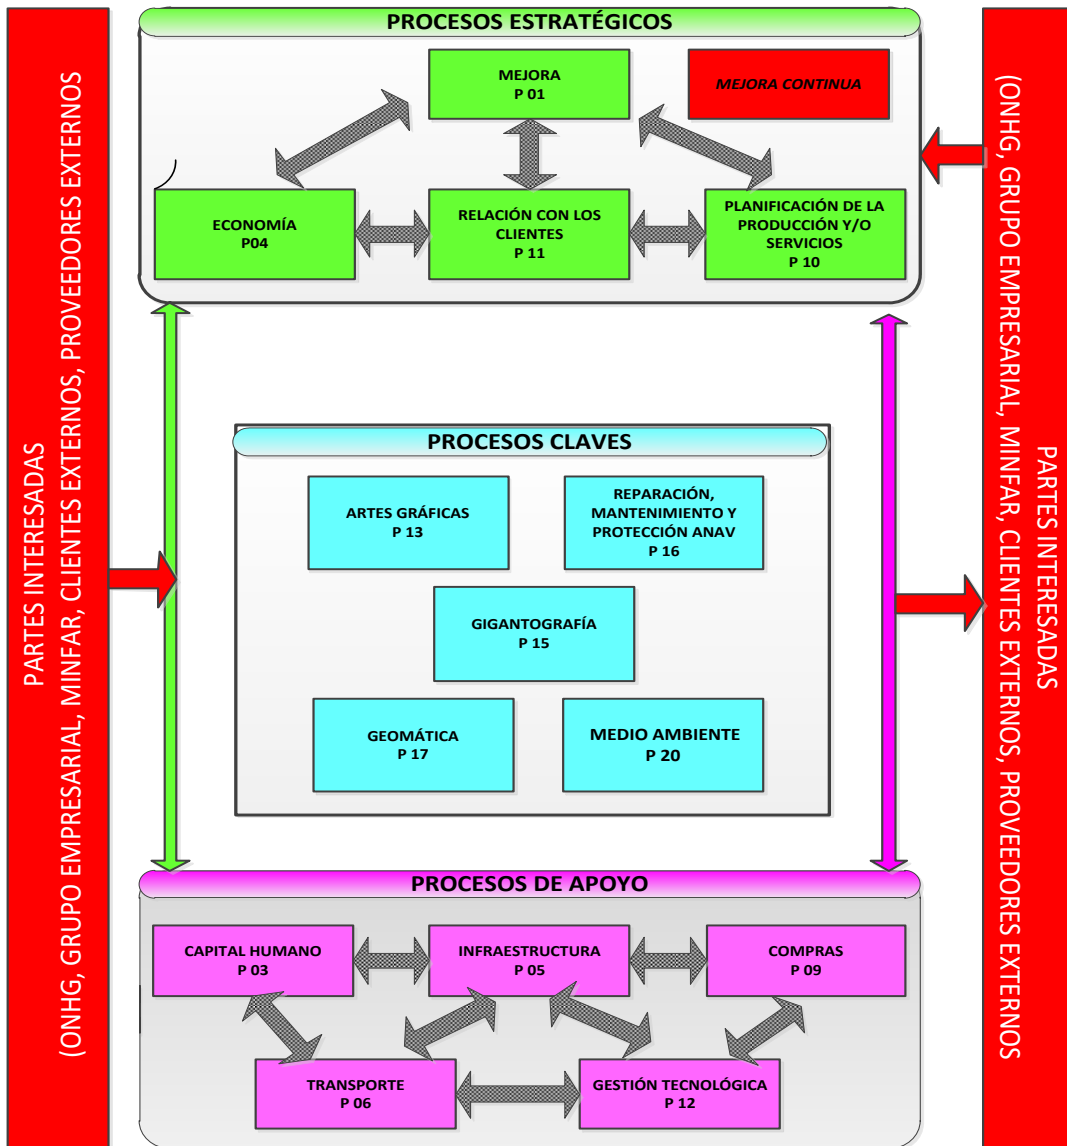 PROCESOS ESTRATÉGICOS
MEJORA
P 01
MEJORA CONTINUA
ECONOMÍA
P04
RELACIÓN CON LOS
CLIENTES
P 11
PLANIFICACIÓN DE LA
PRODUCCIÓN Y/O
SERVICIOS
P 10
PARTES INTERESADAS
(ONHG, GRUPO EMPRESARIAL, MINFAR, CLIENTES EXTERNOS, PROVEEDORES EXTERNOS
PROCESOS CLAVES
ARTES GRÁFICAS
P 13
REPARACIÓN,
MANTENIMIENTO Y
PROTECCIÓN ANAV
P 16
GIGANTOGRAFÍA
P 15
GEOMÁTICA
P 17
MEDIO AMBIENTE
P 20
PARTES INTERESADAS
(ONHG, GRUPO EMPRESARIAL, MINFAR, CLIENTES EXTERNOS, PROVEEDORES EXTERNOS
PROCESOS DE APOYO
CAPITAL HUMANO
P 03
INFRAESTRUCTURA
P 05
COMPRAS
P 09
TRANSPORTE
P 06
GESTIÓN TECNOLÓGICA
P 12